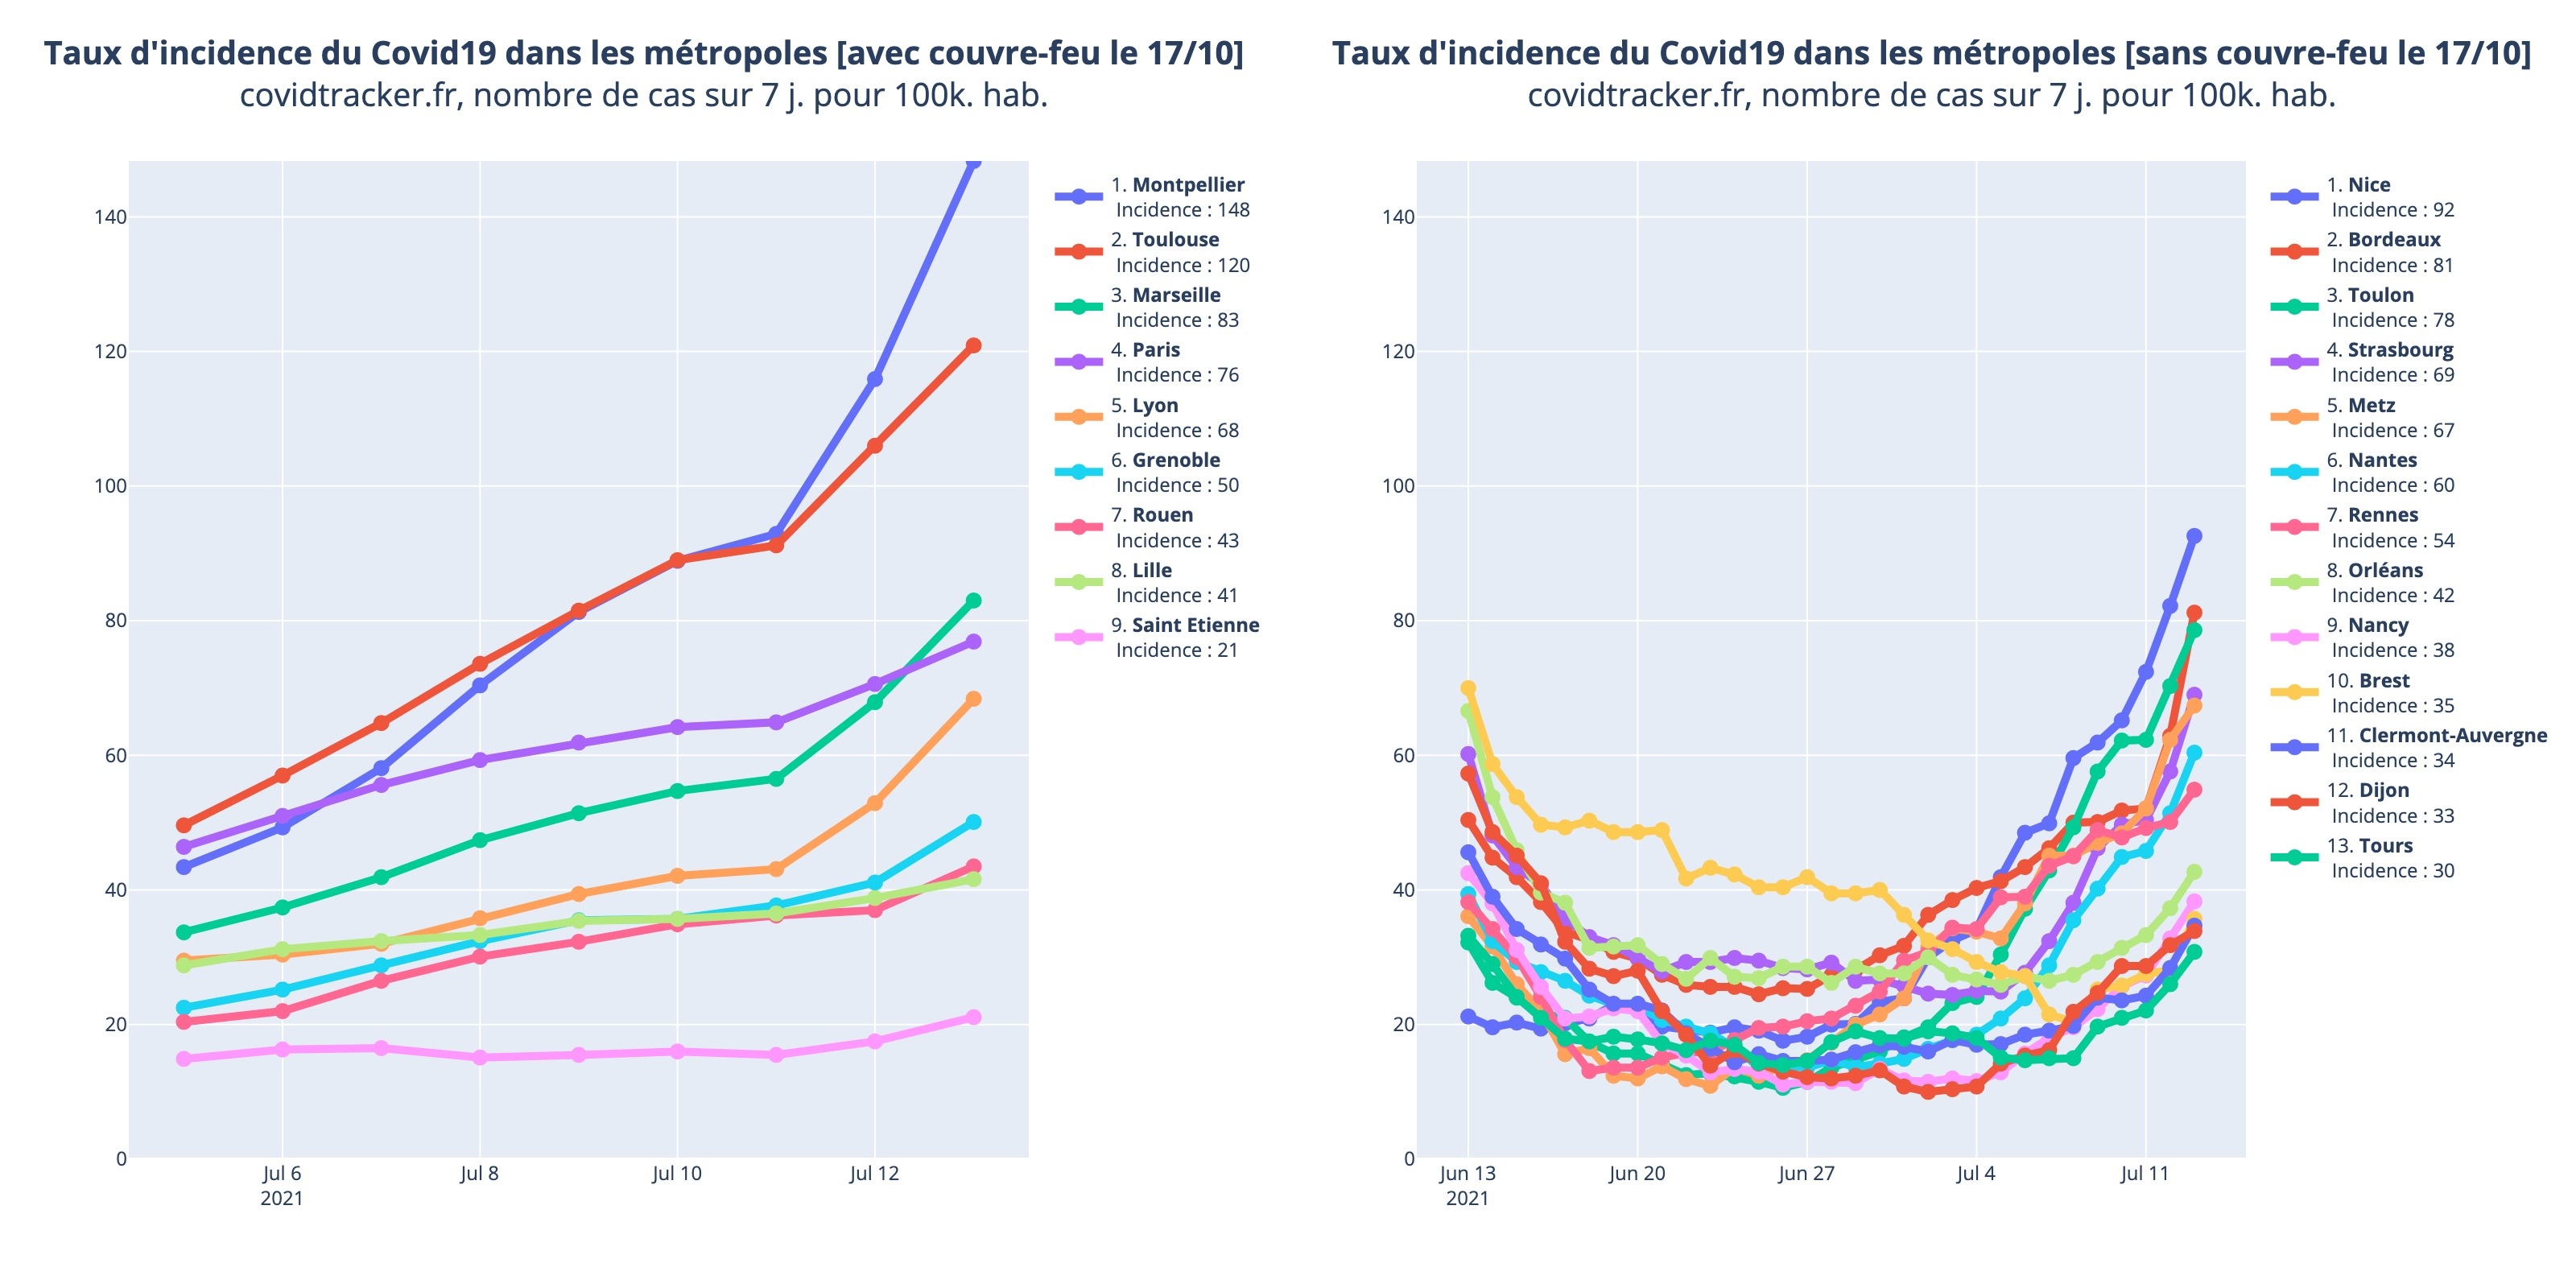 Taux d'incidence du Covid19 dans les métropoles [avec couvre-feu le 17/10]
covidtracker.fr, nombre de cas sur 7 j. pour 100k. hab.
140
120
100
80
60
40
20
0
Jul 6
2021
Jul 8
Jul 10
Jul 12
1. Montpellier
Incidence : 148
2. Toulouse
Incidence : 120
3. Marseille
Incidence : 83
4. Paris
Incidence : 76
5. Lyon
Incidence : 68
6. Grenoble
Incidence : 50
7. Rouen
Incidence : 43
8. Lille
Incidence : 41
9. Saint Etienne
Incidence : 21
Taux d'incidence du Covid19 dans les métropoles [sans couvre-feu le 17/10]
covidtracker.fr, nombre de cas sur 7 j. pour 100k. hab.
140
120
100
80
60
40
20
0
Jun 13
2021
Jun 20
Jun 27
Jul 4
Jul 11
1. Nice
Incidence : 92
2. Bordeaux
Incidence : 81
3. Toulon
Incidence : 78
4. Strasbourg
Incidence : 69
5. Metz
Incidence : 67
6. Nantes
Incidence : 60
7. Rennes
Incidence : 54
8. Orléans
Incidence : 42
9. Nancy
Incidence : 38
10. Brest
Incidence : 35
11. Clermont-Auvergne
Incidence : 34
12. Dijon
Incidence : 33
13. Tours
Incidence : 30